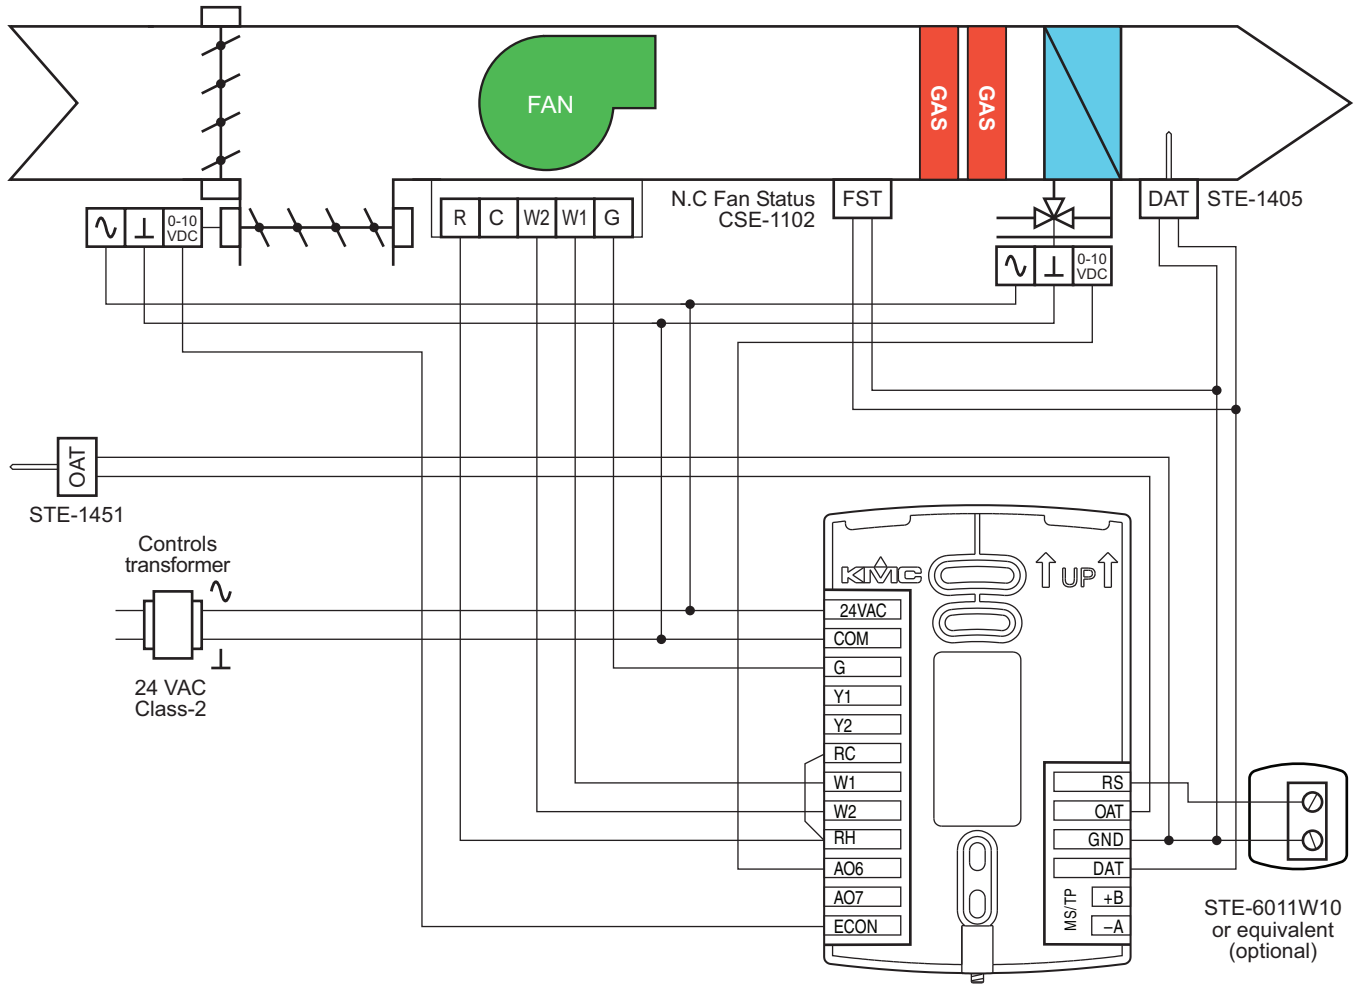 FAN
GAS
GAS
N.C Fan Status
CSE-1102
FST
DAT
STE-1405
0-10
VDC
R
C
W2
W1
G
0-10
VDC
OAT
STE-1451
Controls
transformer
24 VAC
Class-2
KMC
UP
24VAC
COM
G
Y1
Y2
RC
W1
W2
RH
AO6
AO7
ECON
RS
OAT
GND
DAT
MS/TP
+B
–A
STE-6011W10
or equivalent
(optional)